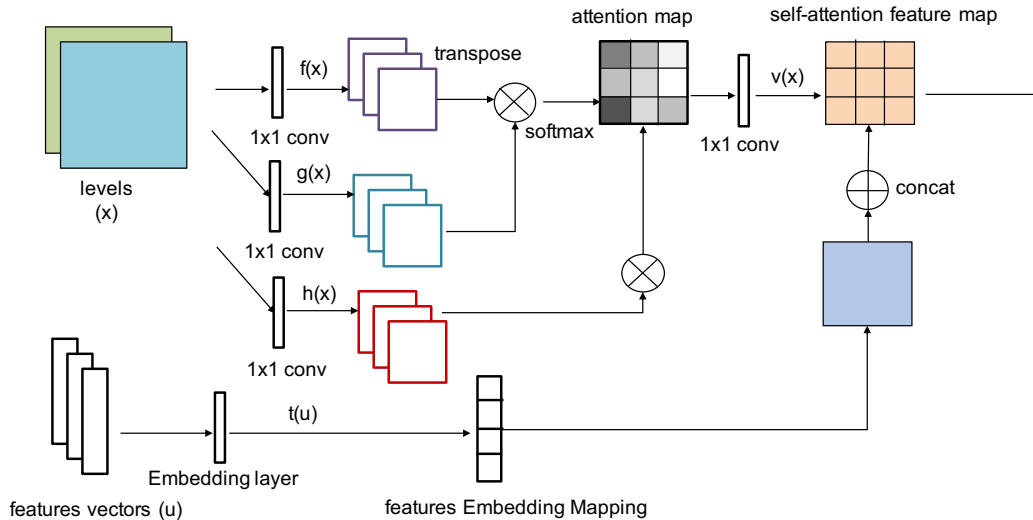 attention map
self-attention feature map
f(x)
transpose
1x1 conv
softmax
v(x)
1x1 conv
levels
(x)
g(x)
concat
1x1 conv
h(x)
1x1 conv
t(u)
Embedding layer
features vectors (u)
features Embedding Mapping